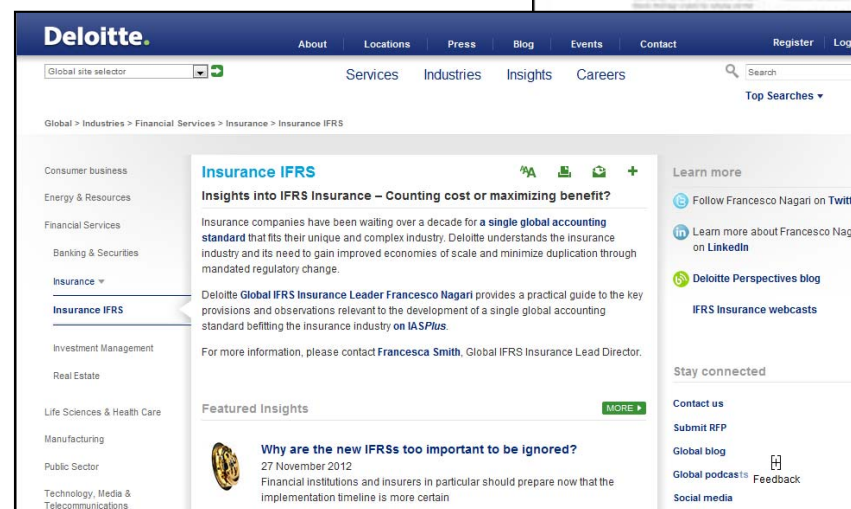 Deloitte.
About
Locations
Press
Blog
Events
Contact
Register
Global site selector
Services
Industries
Insights
Careers
Search
Top Searches
Global > Industries > Financial Services > Insurance > Insurance IFRS
Consumer business
Energy & Resources
Financial Services
Banking & Securities
Insurance
Insurance IFRS
Investment Management
Real Estate
Life Sciences & Health Care
Manufacturing
Public Sector
Technology, Media &
Telecommunications
Insurance IFRS
AA
Insights into IFRS Insurance – Counting cost or maximizing benefit?
Insurance companies have been waiting over a decade for a single global accounting
standard that fits their unique and complex industry. Deloitte understands the insurance
industry and its need to gain improved economies of scale and minimize duplication through
mandated regulatory change.
Deloitte Global IFRS Insurance Leader Francesco Nagari provides a practical guide to the key
provisions and observations relevant to the development of a single global accounting
standard befitting the insurance industry on IASPlus.
For more information, please contact Francesca Smith, Global IFRS Insurance Lead Director.
Featured Insights
MORE
Why are the new IFRSs too important to be ignored?
27 November 2012
Financial institutions and insurers in particular should prepare now that the
implementation timeline is more certain
Learn more
Follow Francesco Nagari on
Learn more about Francesco
on LinkedIn
Deloitte Perspectives blog
IFRS Insurance webcasts
Stay connected
Contact us
Submit RFP
Global blog
Global podcasts
[+]
Feedback
Social media